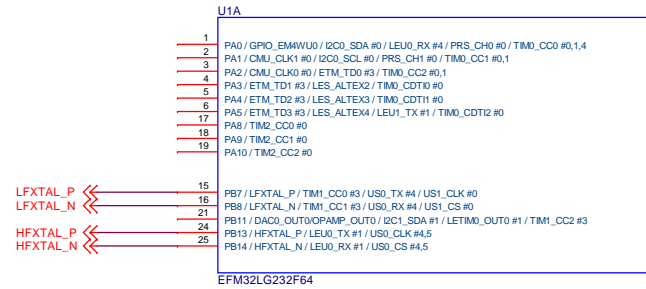 U1A
1 PA0 / GPIO_EM4WU0 / I2C0_SDA #0 / LEU0_RX #4 / PRS_CH0 #0 / TIM0_CC0 #0,1,4
2 PA1 / CMU_CLK1 #0 / I2C0_SCL #0 / PRS_CH1 #0 / TIM0_CC1 #0,1
3 PA2 / CMU_CLK0 #0 / ETM_TD0 #3 / TIM0_CC2 #0,1
4 PA3 / ETM_TD1 #3 / LES_ALTEX2 / TIM0_CDTI0 #0
5 PA4 / ETM_TD2 #3 / LES_ALTEX3 / TIM0_CDTI1 #0
6 PA5 / ETM_TD3 #3 / LES_ALTEX4 / LEU1_TX #1 / TIM0_CDTI2 #0
17 PA8 / TIM2_CC0 #0
18 PA9 / TIM2_CC1 #0
19 PA10 / TIM2_CC2 #0
LFXTAL_P 15 PB7 / LFXTAL_P / TIM1_CC0 #3 / US0_TX #4 / US1_CLK #0
LFXTAL_N 16 PB8 / LFXTAL_N / TIM1_CC1 #3 / US0_RX #4 / US1_CS #0
21 PB11 / DAC0_OUT0/OPAMP_OUT0 / I2C1_SDA #1 / LETIM0_OUT0 #1 / TIM1_CC2 #3
HFXTAL_P 24 PB13 / HFXTAL_P / LEU0_TX #1 / US0_CLK #4,5
HFXTAL_N 25 PB14 / HFXTAL_N / LEU0_RX #1 / US0_CS #4,5
EFM32LG232F64